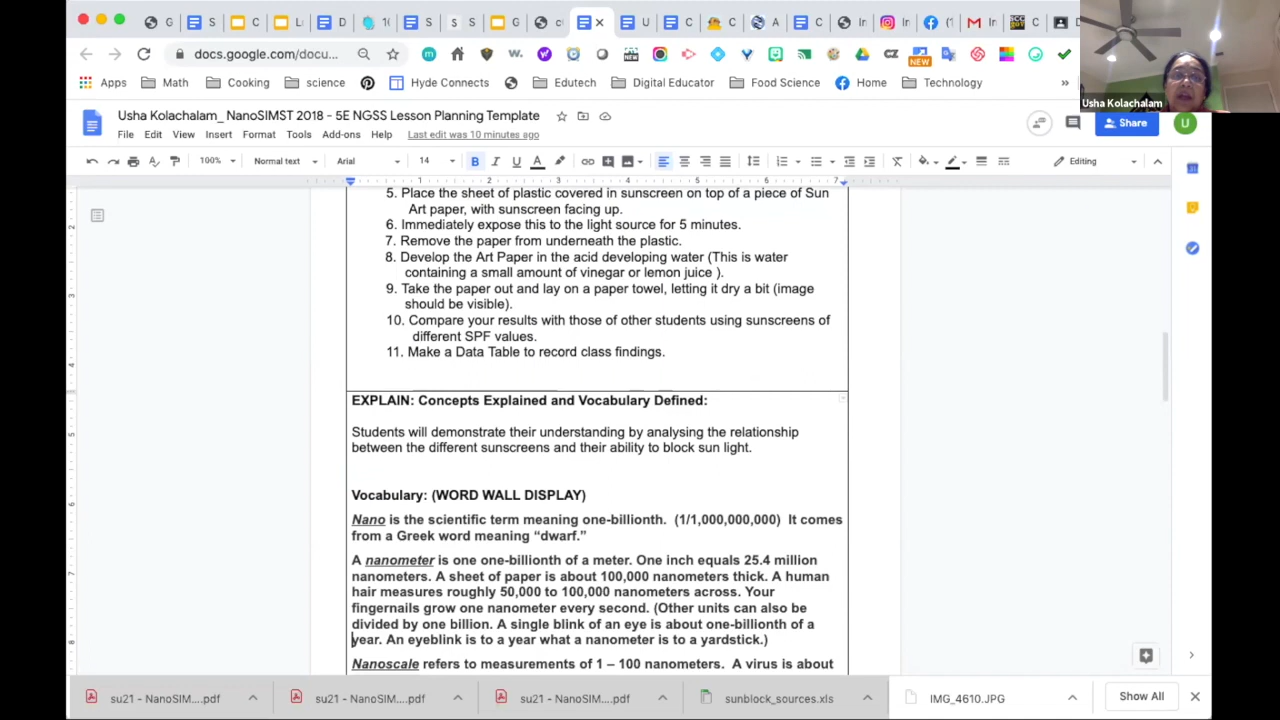 G
S
C
L
D
10
S
S
G
c
U
C
C
A
C
In
In
(1
In
C
D
docs.google.com/docu...
NEW
NEW
Apps
Math
Cooking
science
Hyde Connects
Edutech
Digital Educator
Food Science
Home
Technology
»
Usha Kolachalam
Usha Kolachalam_ NanoSIMST 2018 - 5E NGSS Lesson Planning Template
Share
U
File Edit View Insert Format Tools Add-ons Help Last edit was 10 minutes ago
100% Normal text Arial 14 B I U A Editing
1 2 3 4 5 6 7
5. Place the sheet of plastic covered in sunscreen on top of a piece of Sun
Art paper, with sunscreen facing up.
6. Immediately expose this to the light source for 5 minutes.
7. Remove the paper from underneath the plastic.
8. Develop the Art Paper in the acid developing water (This is water
containing a small amount of vinegar or lemon juice ).
9. Take the paper out and lay on a paper towel, letting it dry a bit (image
should be visible).
10. Compare your results with those of other students using sunscreens of
different SPF values.
11. Make a Data Table to record class findings.
EXPLAIN: Concepts Explained and Vocabulary Defined:
Students will demonstrate their understanding by analysing the relationship
between the different sunscreens and their ability to block sun light.
Vocabulary: (WORD WALL DISPLAY)
Nano is the scientific term meaning one-billionth. (1/1,000,000,000) It comes
from a Greek word meaning “dwarf.”
A nanometer is one one-billionth of a meter. One inch equals 25.4 million
nanometers. A sheet of paper is about 100,000 nanometers thick. A human
hair measures roughly 50,000 to 100,000 nanometers across. Your
fingernails grow one nanometer every second. (Other units can also be
divided by one billion. A single blink of an eye is about one-billionth of a
year. An eyeblink is to a year what a nanometer is to a yardstick.)
Nanoscale refers to measurements of 1 – 100 nanometers. A virus is about
su21 - NanoSIM....pdf
su21 - NanoSIM....pdf
su21 - NanoSIM....pdf
sunblock_sources.xls
IMG_4610.JPG
Show All